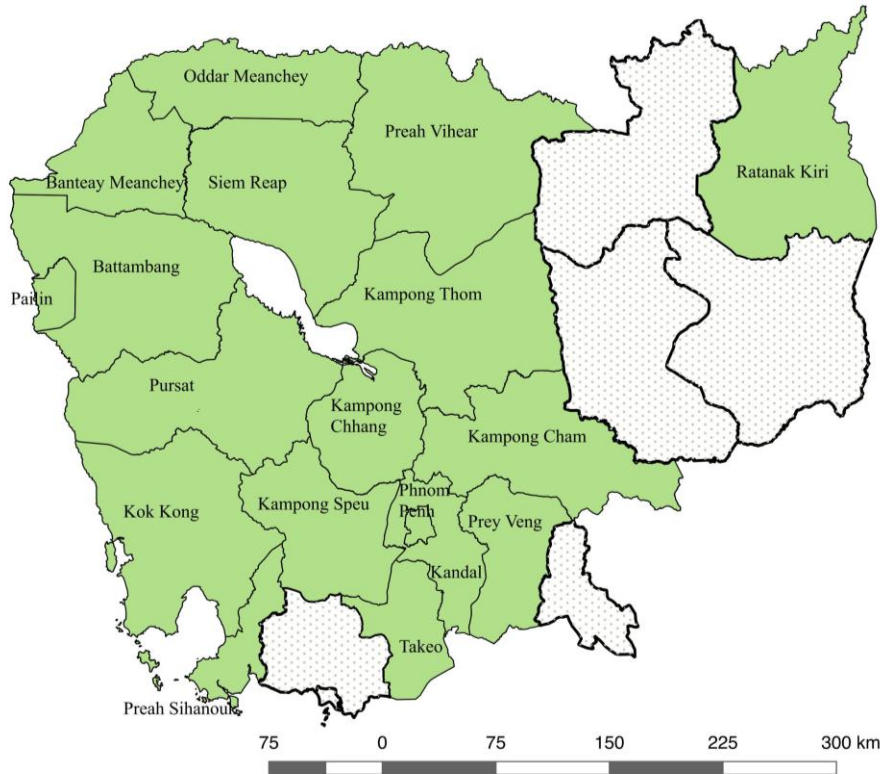 Oddar Meanchey
Preah Vihear
Ratanak Kiri
Banteay Meanchey
Siem Reap
Battambang
Kampong Thom
Pailin
Pursat
Kampong
Chhang
Kampong Cham
Phnom
Penh
Kampong Speu
Kok Kong
Prey Veng
Kandal
Takeo
Preah Sihanouk
75 0 75 150 225 300 km